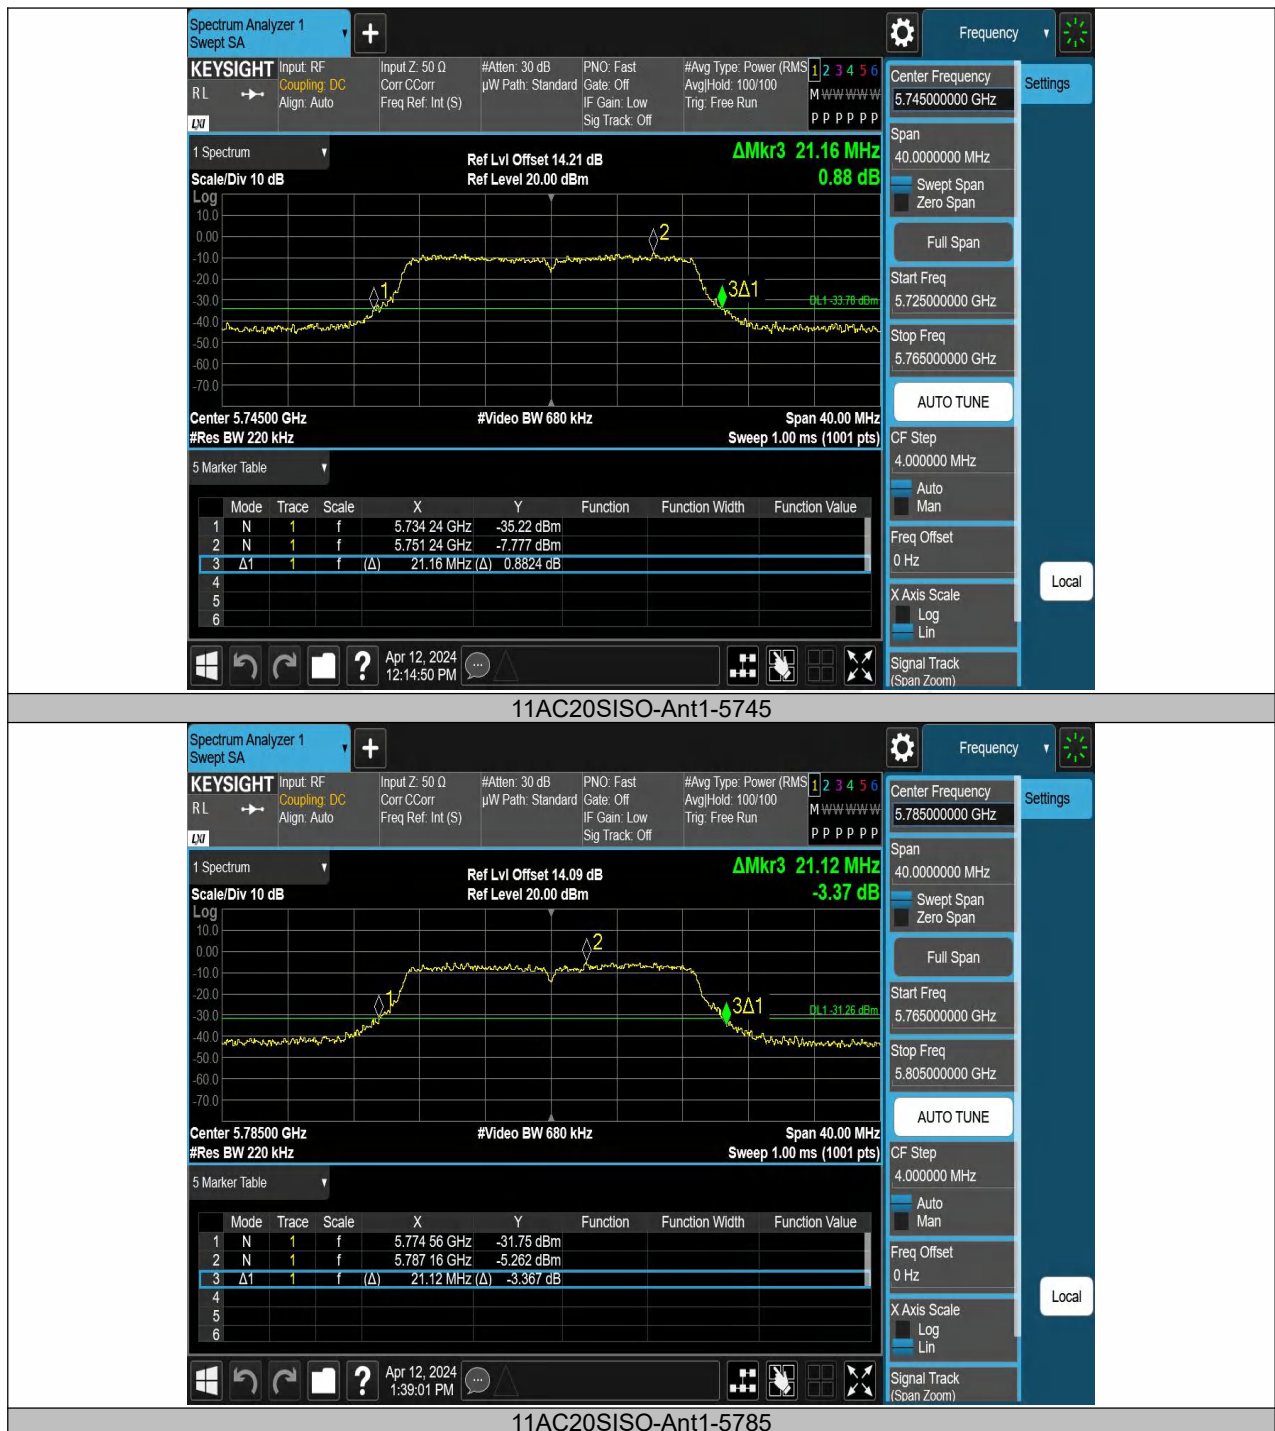 Spectrum Analyzer 1
Swept SA
+
Frequency
KEYSIGHT
RL
LXI
Input: RF
Coupling: DC
Align: Auto
Input Z: 50 Ω
Corr CCorr
Freq Ref: Int (S)
#Atten: 30 dB
µW Path: Standard
PNO: Fast
Gate: Off
IF Gain: Low
Sig Track: Off
#Avg Type: Power (RMS
Avg|Hold: 100/100
Trig: Free Run
1 2 3 4 5 6
M W W W W W
P P P P P P
Center Frequency
5.745000000 GHz
Settings
Span
40.0000000 MHz
Swept Span
Zero Span
Full Span
Start Freq
5.725000000 GHz
Stop Freq
5.765000000 GHz
AUTO TUNE
CF Step
4.000000 MHz
Auto
Man
Freq Offset
0 Hz
X Axis Scale
Log
Lin
Local
Signal Track
(Span Zoom)
1 Spectrum
Scale/Div 10 dB
Ref Lvl Offset 14.21 dB
Ref Level 20.00 dBm
ΔMkr3 21.16 MHz
0.88 dB
Log
10.0
0.00
-10.0
-20.0
-30.0
-40.0
-50.0
-60.0
-70.0
1
2
3Δ1
DL1 -33.78 dBm
Center 5.74500 GHz
#Video BW 680 kHz
Span 40.00 MHz
#Res BW 220 kHz
Sweep 1.00 ms (1001 pts)
5 Marker Table
Mode Trace Scale X Y Function Function Width Function Value
1 N 1 f 5.734 24 GHz -35.22 dBm
2 N 1 f 5.751 24 GHz -7.777 dBm
3 Δ1 1 f (Δ) 21.16 MHz (Δ) 0.8824 dB
4
5
6
?
Apr 12, 2024
12:14:50 PM
11AC20SISO-Ant1-5745
Spectrum Analyzer 1
Swept SA
+
Frequency
KEYSIGHT
RL
LXI
Input: RF
Coupling: DC
Align: Auto
Input Z: 50 Ω
Corr CCorr
Freq Ref: Int (S)
#Atten: 30 dB
µW Path: Standard
PNO: Fast
Gate: Off
IF Gain: Low
Sig Track: Off
#Avg Type: Power (RMS
Avg|Hold: 100/100
Trig: Free Run
1 2 3 4 5 6
M W W W W W
P P P P P P
Center Frequency
5.785000000 GHz
Settings
Span
40.0000000 MHz
Swept Span
Zero Span
Full Span
Start Freq
5.765000000 GHz
Stop Freq
5.805000000 GHz
AUTO TUNE
CF Step
4.000000 MHz
Auto
Man
Freq Offset
0 Hz
X Axis Scale
Log
Lin
Local
Signal Track
(Span Zoom)
1 Spectrum
Scale/Div 10 dB
Ref Lvl Offset 14.09 dB
Ref Level 20.00 dBm
ΔMkr3 21.12 MHz
-3.37 dB
Log
10.0
0.00
-10.0
-20.0
-30.0
-40.0
-50.0
-60.0
-70.0
1
2
3Δ1
DL1 -31.26 dBm
Center 5.78500 GHz
#Video BW 680 kHz
Span 40.00 MHz
#Res BW 220 kHz
Sweep 1.00 ms (1001 pts)
5 Marker Table
Mode Trace Scale X Y Function Function Width Function Value
1 N 1 f 5.774 56 GHz -31.75 dBm
2 N 1 f 5.787 16 GHz -5.262 dBm
3 Δ1 1 f (Δ) 21.12 MHz (Δ) -3.367 dB
4
5
6
?
Apr 12, 2024
1:39:01 PM
11AC20SISO-Ant1-5785